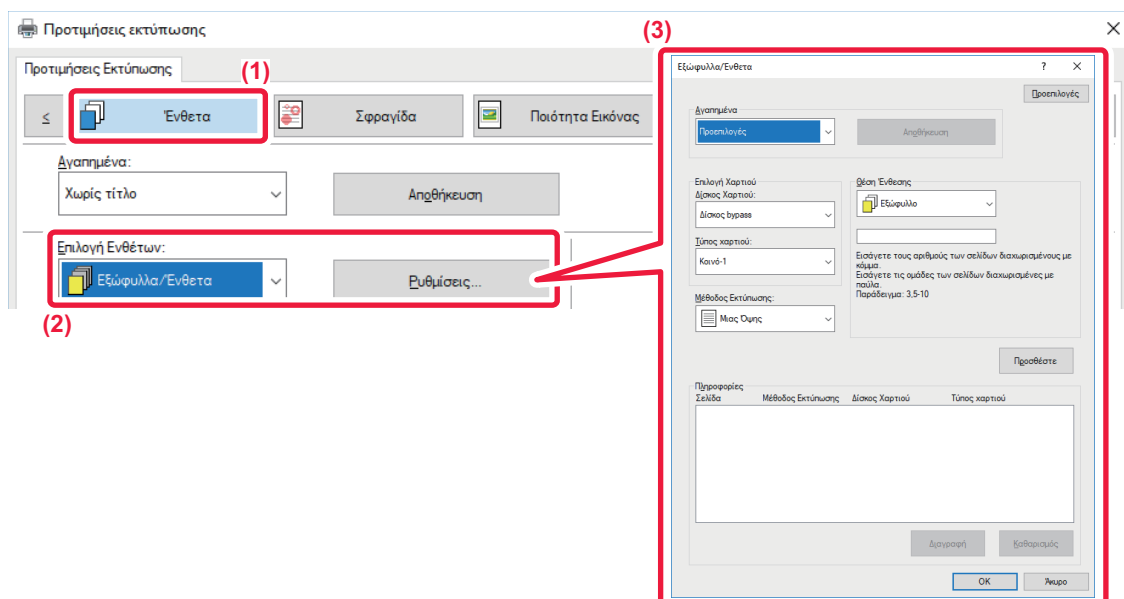 Προτιμήσεις εκτύπωσης
Προτιμήσεις Εκτύπωσης
(1)
≤
Ένθετα
Σφραγίδα
Ποιότητα Εικόνας
Αγαπημένα:
Χωρίς τίτλο
Αποθήκευση
Επιλογή Ενθέτων:
Εξώφυλλα/Ένθετα
Ρυθμίσεις...
(2)
(3)
Εξώφυλλα/Ένθετα
?
Προεπιλογές
Αγαπημένα
Προεπιλογές
Αποθήκευση
Επιλογή Χαρτιού
Δίσκος Χαρτιού:
Δίσκος bypass
Τύπος χαρτιού:
Κοινό-1
Μέθοδος Εκτύπωσης:
Μιας Όψης
Θέση Ένθεσης
Εξώφυλλο
Εισάγετε τους αριθμούς των σελίδων διαχωρισμένους με
κόμμα.
Εισάγετε τις ομάδες των σελίδων διαχωρισμένες με
παύλα.
Παράδειγμα: 3,5-10
Προσθέστε
Πληροφορίες
Σελίδα Μέθοδος Εκτύπωσης Δίσκος Χαρτιού Τύπος χαρτιού
Διαγραφή
Καθαρισμός
OK
Άκυρο